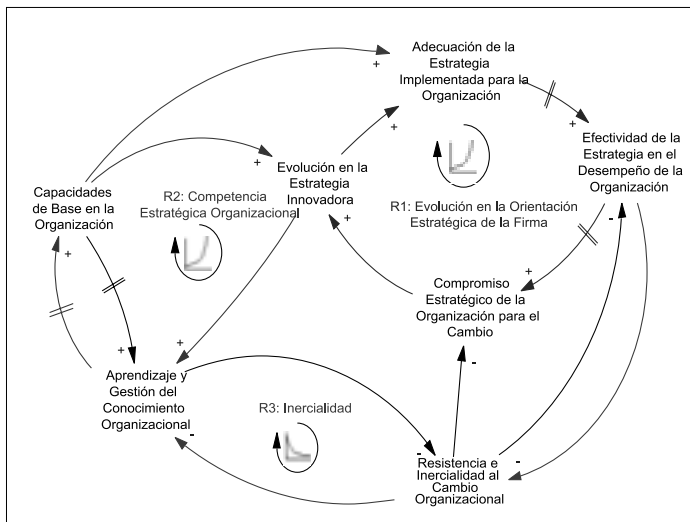 Adecuación de la
Estrategia
Implementada para la
Organización
+
+
+
Efectividad de la
Estrategia en el
Desempeño de la
Organización
-
+
Evolución en la
Estrategia
Innovadora
+
Capacidades
de Base en la
Organización
+
R2: Competencia
Estratégica Organizacional
R1: Evolución en la Orientación
Estratégica de la Firma
+
Compromiso
Estratégico de la
Organización para el
Cambio
-
+
+
Aprendizaje y
Gestión del
Conocimiento
Organizacional
-
R3: Inercialidad
-
-
Resistencia e
Inercialidad al
Cambio
Organizacional